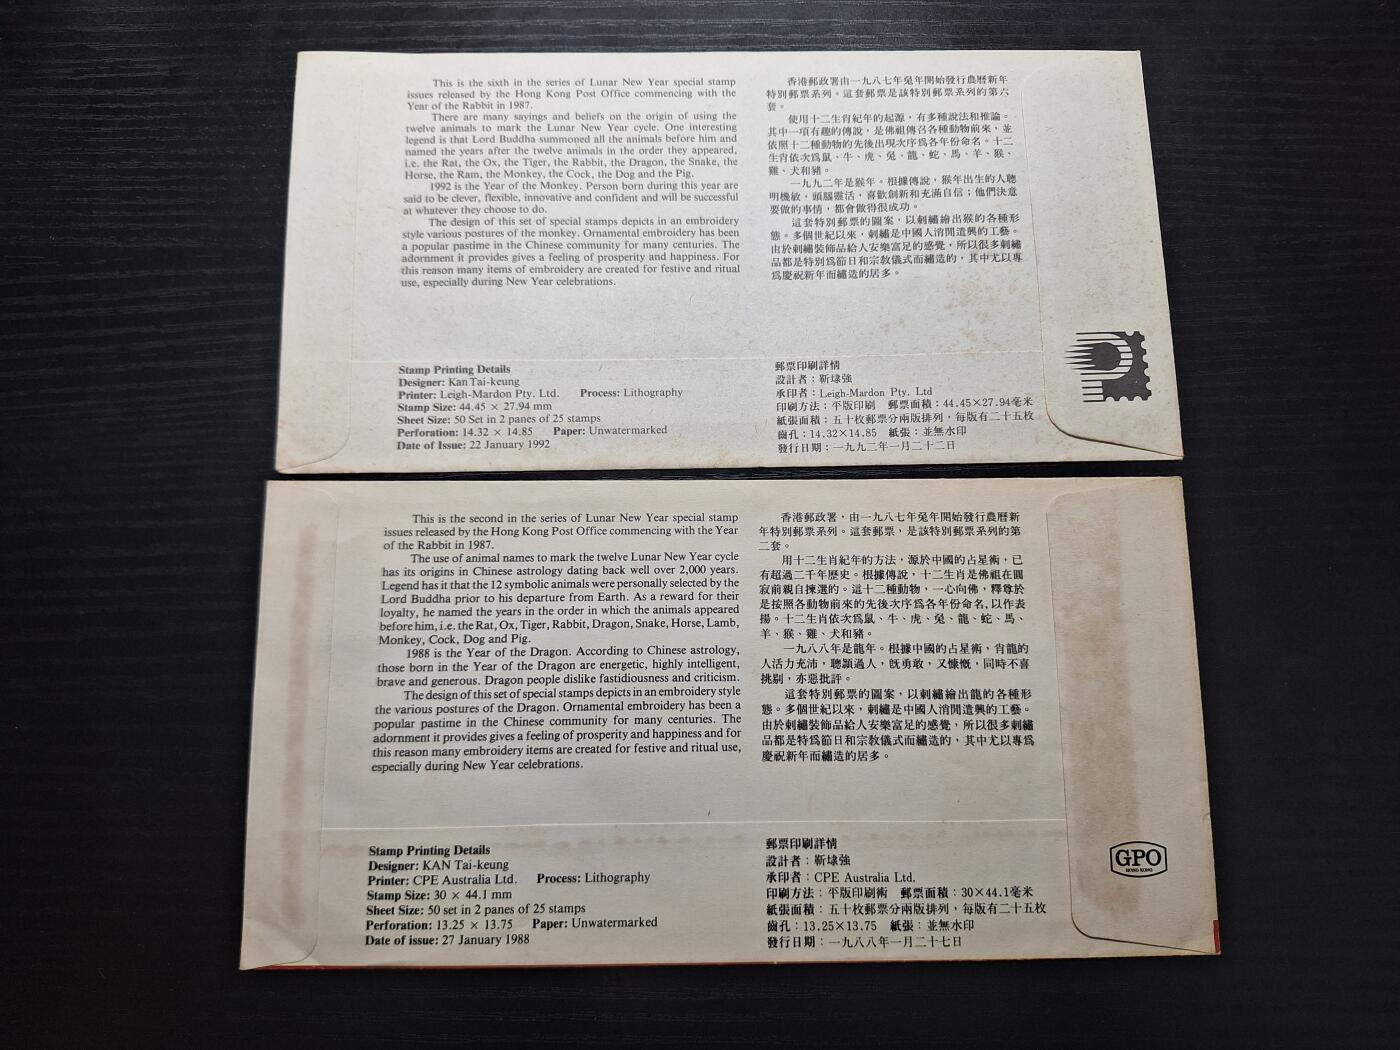 This is the sixth in the series of Lunar New Year special stamp
issues released by the Hong Kong Post Office commencing with the
Year of the Rabbit in 1987.
There are many sayings and beliefs on the origin of using the
twelve animals to mark the Lunar New Year cycle. One interesting
legend is that Lord Buddha summoned all the animals before him and
named the years after the twelve animals in the order they appeared,
i.e. the Rat, the Ox, the Tiger, the Rabbit, the Dragon, the Snake, the
Horse, the Ram, the Monkey, the Cock, the Dog and the Pig.
1992 is the Year of the Monkey. Person born during this year are
said to be clever, flexible, innovative and confident and will be successful
at whatever they choose to do.
The design of this set of special stamps depicts in an embroidery
style various postures of the monkey. Ornamental embroidery has been
a popular pastime in the Chinese community for many centuries. The
adornment it provides gives a feeling of prosperity and happiness. For
this reason many items of embroidery are created for festive and ritual
use, especially during New Year celebrations.
香港郵政署由一九八七年兔年開始發行農曆新年
特別郵票系列。這套郵票是該特別郵票系列的第六
套。
使用十二生肖紀年的起源，有多種說法和推論。
其中一項有趣的傳說，是佛祖傳召各種動物前來，並
依照十二種動物的先後出現次序爲各年份命名。十二
生肖依次爲鼠、牛、虎、兔、龍、蛇、馬、羊、猴、
雞、犬和豬。
一九九二年是猴年。根據傳說，猴年出生的人聰
明機敏，頭腦靈活，喜歡創新和充滿自信；他們決意
要做的事情，都會做得很成功。
這套特別郵票的圖案，以刺繡繪出猴的各種形
態。多個世紀以來，刺繡是中國人消閒遣興的工藝。
由於刺繡裝飾品給人安樂富足的感覺，所以很多刺繡
品都是特別爲節日和宗教儀式而繡造的，其中尤以專
爲慶祝新年而繡造的居多。
Stamp Printing Details
Designer: Kan Tai-keung
Printer: Leigh-Mardon Pty. Ltd. Process: Lithography
Stamp Size: 44.45 × 27.94 mm
Sheet Size: 50 Set in 2 panes of 25 stamps
Perforation: 14.32 × 14.85 Paper: Unwatermarked
Date of Issue: 22 January 1992
郵票印刷詳情
設計者：靳埭強
承印者：Leigh-Mardon Pty. Ltd
印刷方法：平版印刷 郵票面積：44.45×27.94毫米
紙張面積：五十枚郵票分兩版排列，每版有二十五枚
齒孔：14.32×14.85 紙張：並無水印
發行日期：一九九二年一月二十二日
This is the second in the series of Lunar New Year special stamp
issues released by the Hong Kong Post Office commencing with the Year
of the Rabbit in 1987.
The use of animal names to mark the twelve Lunar New Year cycle
has its origins in Chinese astrology dating back well over 2,000 years.
Legend has it that the 12 symbolic animals were personally selected by the
Lord Buddha prior to his departure from Earth. As a reward for their
loyalty, he named the years in the order in which the animals appeared
before him, i.e. the Rat, Ox, Tiger, Rabbit, Dragon, Snake, Horse, Lamb,
Monkey, Cock, Dog and Pig.
1988 is the Year of the Dragon. According to Chinese astrology,
those born in the Year of the Dragon are energetic, highly intelligent,
brave and generous. Dragon people dislike fastidiousness and criticism.
The design of this set of special stamps depicts in an embroidery style
the various postures of the Dragon. Ornamental embroidery has been a
popular pastime in the Chinese community for many centuries. The
adornment it provides gives a feeling of prosperity and happiness and for
this reason many embroidery items are created for festive and ritual use,
especially during New Year celebrations.
香港郵政署，由一九八七年兔年開始發行農曆新
年特別郵票系列。這套郵票，是該特別郵票系列的第
二套。
用十二生肖紀年的方法，源於中國的占星術，已
有超過二千年歷史。根據傳說，十二生肖是佛祖在圓
寂前親自揀選的。這十二種動物，一心向佛，釋尊於
是按照各動物前來的先後次序爲各年份命名，以作表
揚。十二生肖依次爲鼠、牛、虎、兔、龍、蛇、馬、
羊、猴、雞、犬和豬。
一九八八年是龍年。根據中國的占星術，肖龍的
人活力充沛，聰穎過人，旣勇敢，又慷慨，同時不喜
挑剔，亦惡批評。
這套特別郵票的圖案，以刺繡繪出龍的各種形
態。多個世紀以來，刺繡是中國人消閒遣興的工藝。
由於刺繡裝飾品給人安樂富足的感覺，所以很多刺繡
品都是特爲節日和宗教儀式而繡造的，其中尤以專爲
慶祝新年而繡造的居多。
GPO
HONG KONG
Stamp Printing Details
Designer: KAN Tai-keung
Printer: CPE Australia Ltd. Process: Lithography
Stamp Size: 30 × 44.1 mm
Sheet Size: 50 set in 2 panes of 25 stamps
Perforation: 13.25 × 13.75 Paper: Unwatermarked
Date of issue: 27 January 1988
郵票印刷詳情
設計者：靳埭強
承印者：CPE Australia Ltd.
印刷方法：平版印刷術 郵票面積：30×44.1毫米
紙張面積：五十枚郵票分兩版排列，每版有二十五枚
齒孔：13.25×13.75 紙張：並無水印
發行日期：一九八八年一月二十七日